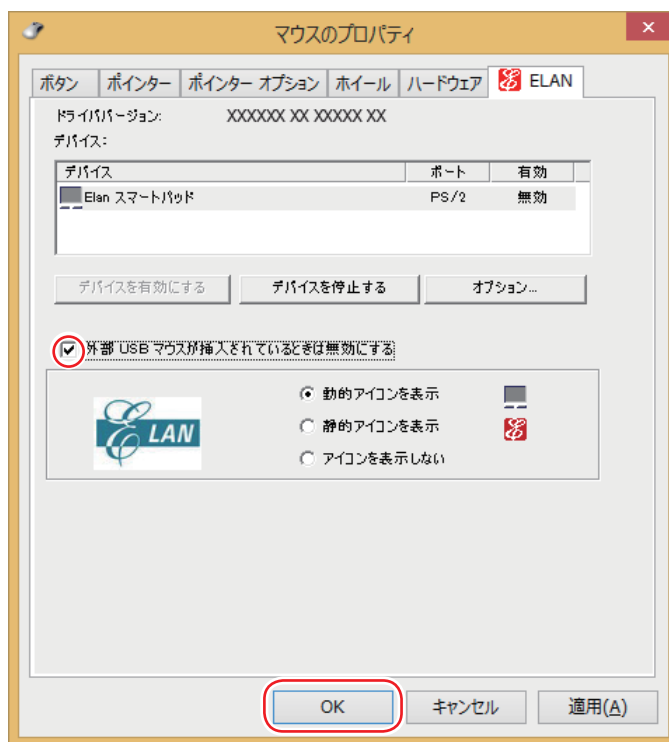 マウスのプロパティ
ボタン ポインター ポインター オプション ホイール ハードウェア ELAN
ドライババージョン: XXXXXX XX XXXXX XX
デバイス:
デバイス ポート 有効
Elan スマートパッド PS/2 無効
デバイスを有効にする デバイスを停止する オプション...
外部 USB マウスが挿入されているときは無効にする
動的アイコンを表示
ELAN 静的アイコンを表示
アイコンを表示しない
OK キャンセル 適用(A)